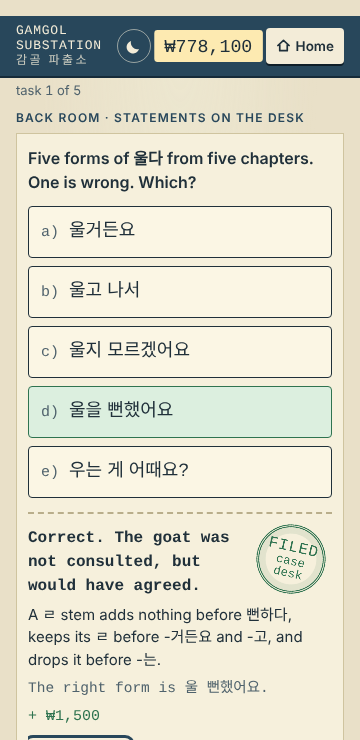 GAMGOL
SUBSTATION
감골 파출소
₩778,100
Home
task 1 of 5
BACK ROOM · STATEMENTS ON THE DESK
Five forms of 울다 from five chapters.
One is wrong. Which?
a) 울거든요
b) 울고 나서
c) 울지 모르겠어요
d) 울을 뻔했어요
e) 우는 게 어때요?
Correct. The goat was
not consulted, but
would have agreed.
FILED
case
desk
A ㄹ stem adds nothing before 뻔하다,
keeps its ㄹ before -거든요 and -고, and
drops it before -는.
The right form is 울 뻔했어요.
+ ₩1,500